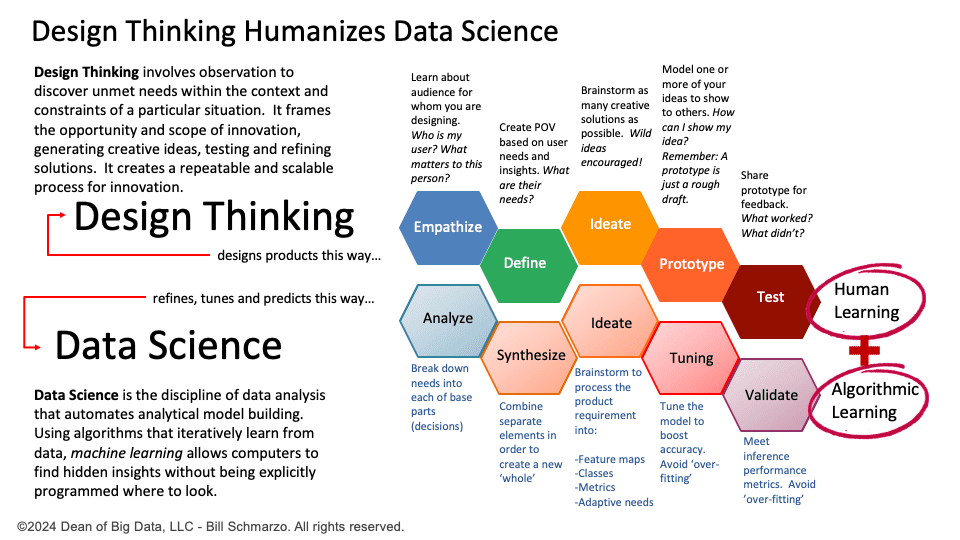 Design Thinking Humanizes Data Science
Design Thinking involves observation to
discover unmet needs within the context and
constraints of a particular situation.  It frames
the opportunity and scope of innovation,
generating creative ideas, testing and refining
solutions.  It creates a repeatable and scalable
process for innovation.
Design Thinking
designs products this way…
refines, tunes and predicts this way…
Data Science
Data Science is the discipline of data analysis
that automates analytical model building.
Using algorithms that iteratively learn from
data, machine learning allows computers to
find hidden insights without being explicitly
programmed where to look.
Learn about
audience for
whom you are
designing.
Who is my
user? What
matters to this
person?
Create POV
based on user
needs and
insights. What
are their
needs?
Brainstorm as
many creative
solutions as
possible.  Wild
ideas
encouraged!
Model one or
more of your
ideas to show
to others. How
can I show my
idea?
Remember: A
prototype is
just a rough
draft.
Share
prototype for
feedback.
What worked?
What didn’t?
Empathize
Define
Ideate
Prototype
Test
Human
Learning
Analyze
Synthesize
Ideate
Tuning
Validate
Algorithmic
Learning
Break down
needs into
each of base
parts
(decisions)
Combine
separate
elements in
order to
create a new
‘whole’
Brainstorm to
process the
product
requirement
into:
-Feature maps
-Classes
-Metrics
-Adaptive needs
Tune the
model to
boost
accuracy.
Avoid ‘over-
fitting’
Meet
inference
performance
metrics.  Avoid
’over-fitting’
©2024 Dean of Big Data, LLC - Bill Schmarzo. All rights reserved.